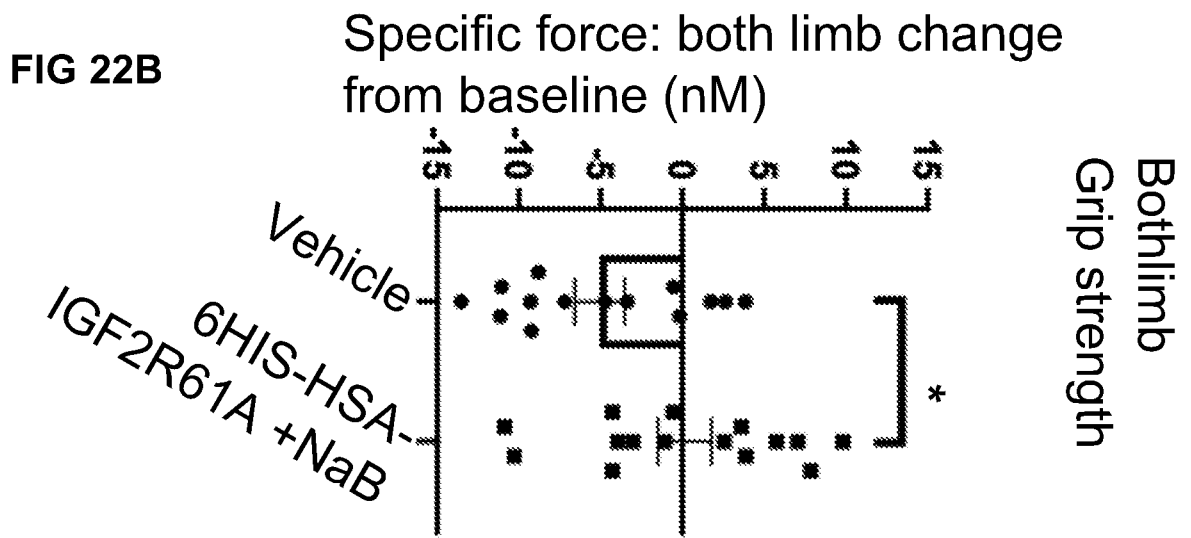 FIG 22B
Specific force: both limb change
from baseline (nM)
-15
-10
-5
0
5
10
15
Bothlimb
Grip strength
Vehicle
6HIS-HSA-
IGF2R61A +NaB
*